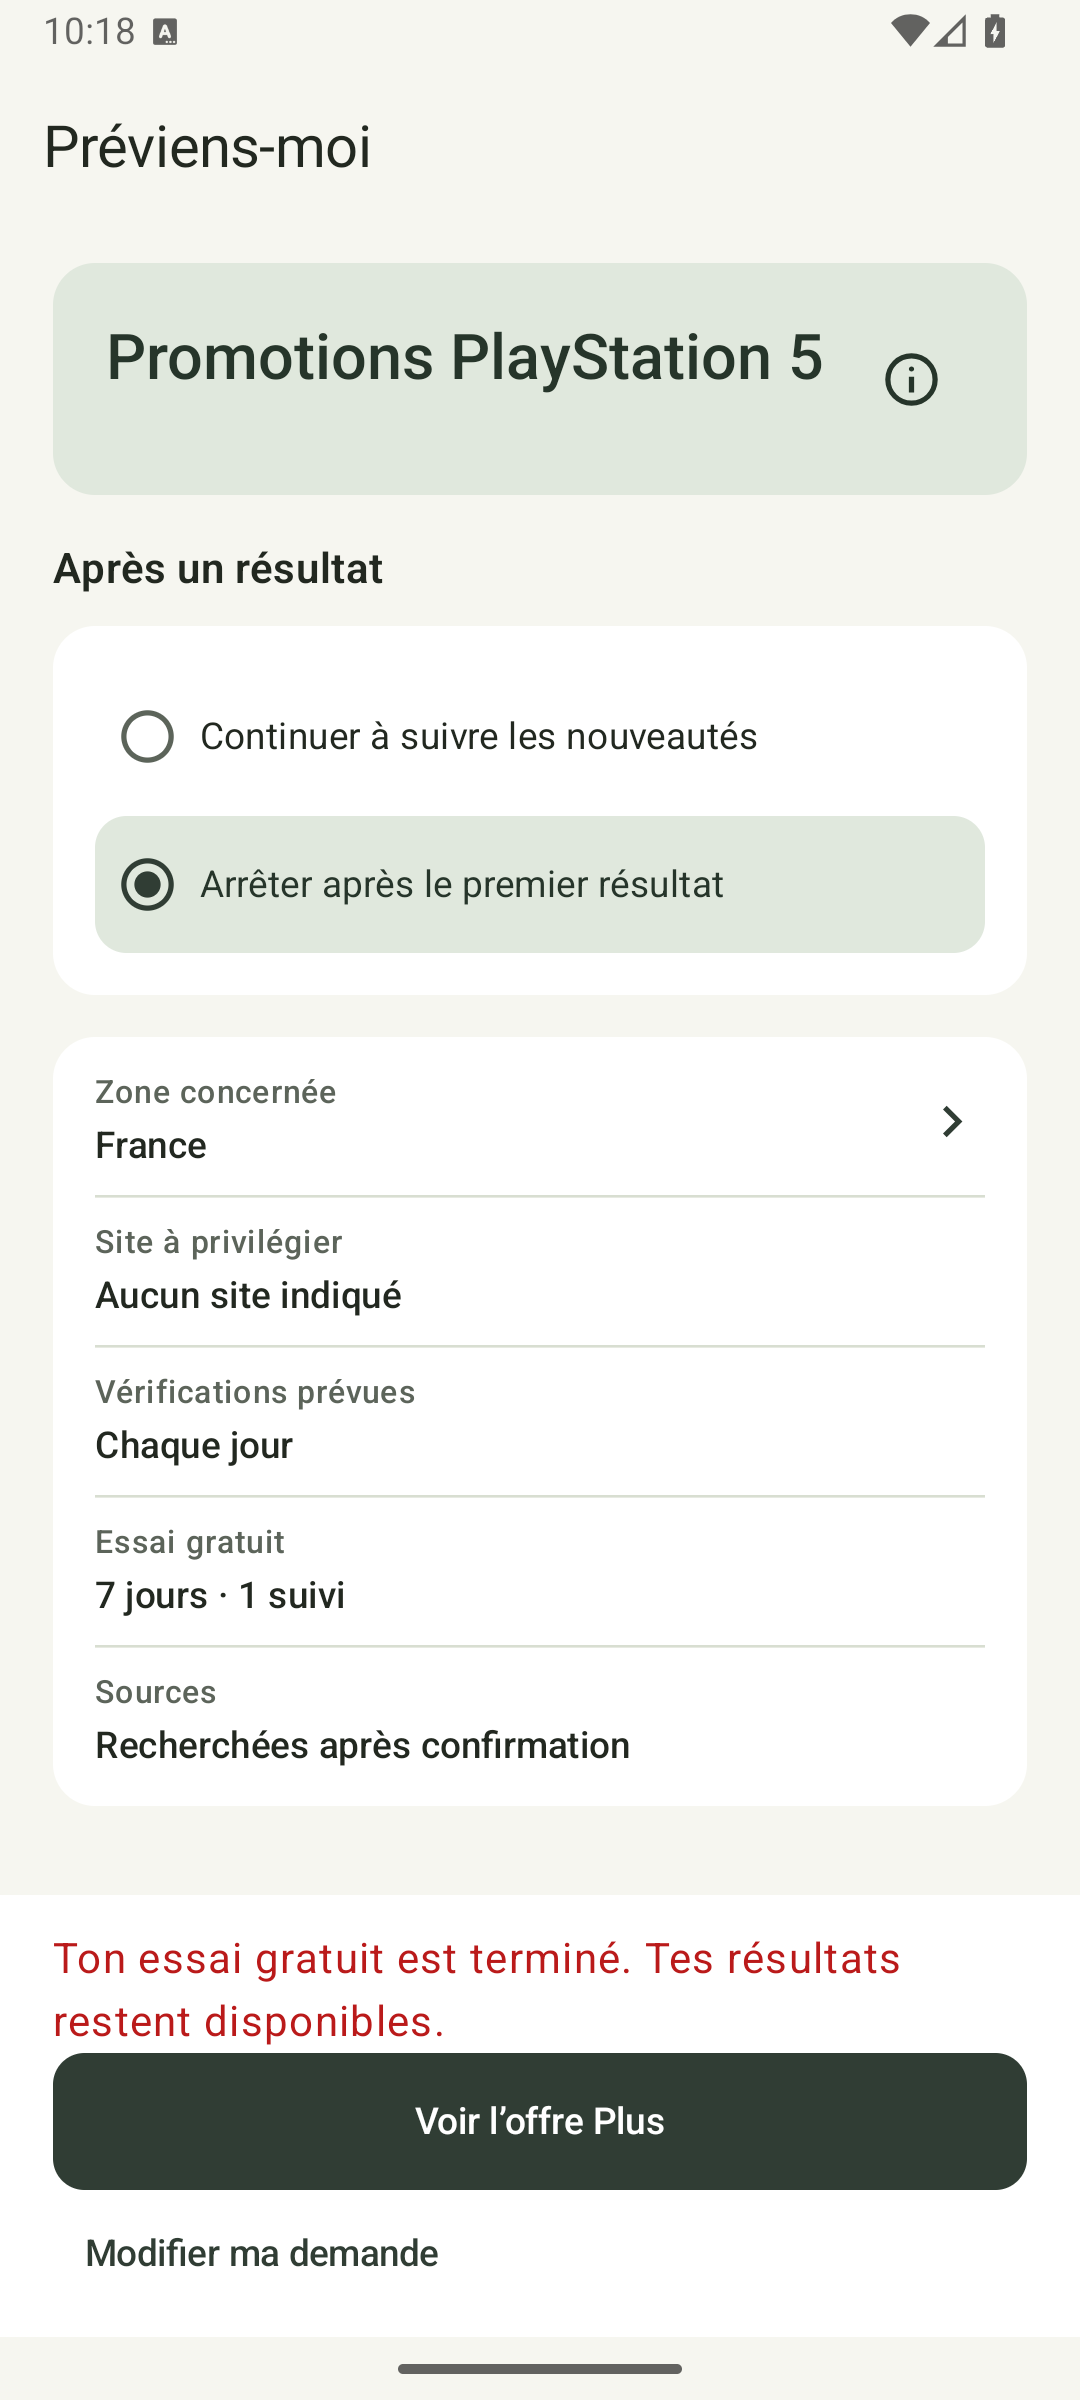 10:18
Préviens-moi
Promotions PlayStation 5
Après un résultat
Continuer à suivre les nouveautés
Arrêter après le premier résultat
Zone concernée
France
Site à privilégier
Aucun site indiqué
Vérifications prévues
Chaque jour
Essai gratuit
7 jours · 1 suivi
Sources
Recherchées après confirmation
Ton essai gratuit est terminé. Tes résultats
restent disponibles.
Voir l’offre Plus
Modifier ma demande